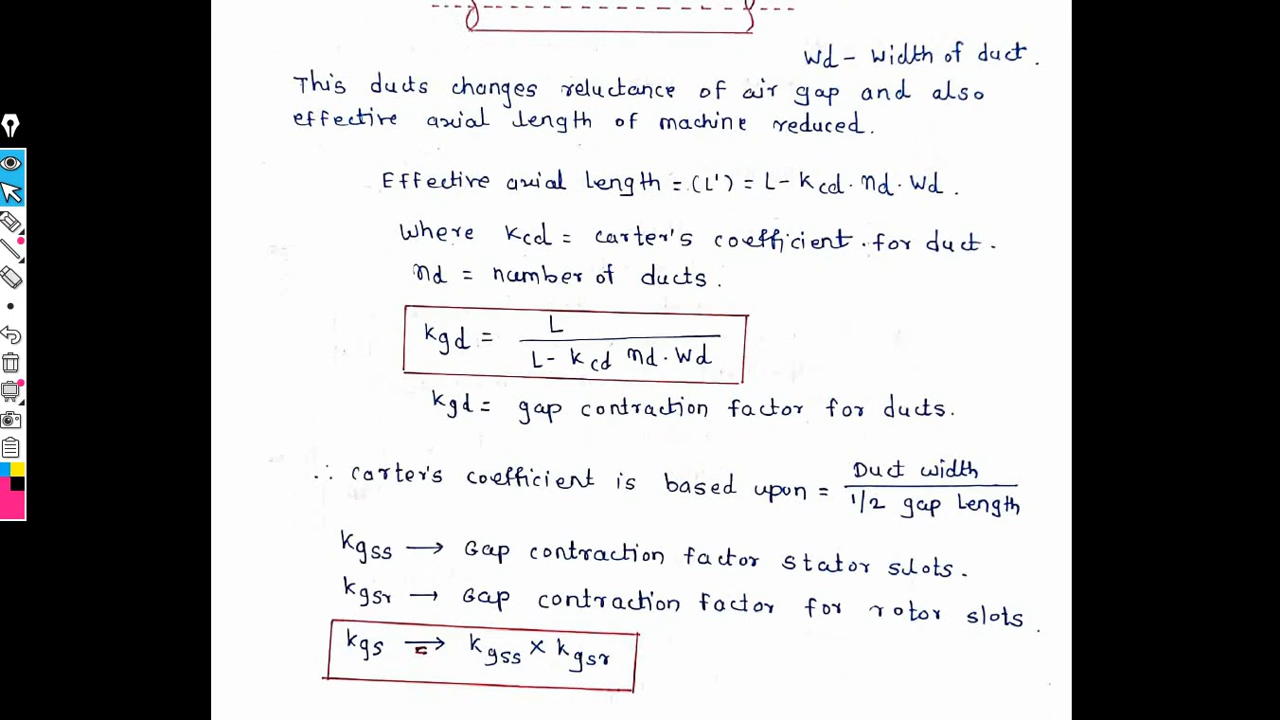 Wd - Width of duct.
This ducts changes reluctance of air gap and also
effective axial length of machine reduced.
Effective axial length = (L') = L - Kcd . nd . Wd .
Where Kcd = carter's coefficient . for duct .
nd = number of ducts .
Kgd = L / L - Kcd nd . Wd
Kgd = gap contraction factor for ducts.
∴ carter's coefficient is based upon = Duct width / 1/2 gap Length
Kgss → Gap contraction factor stator slots .
Kgsr → Gap contraction factor for rotor slots .
Kgs ⇒ Kgss × Kgsr